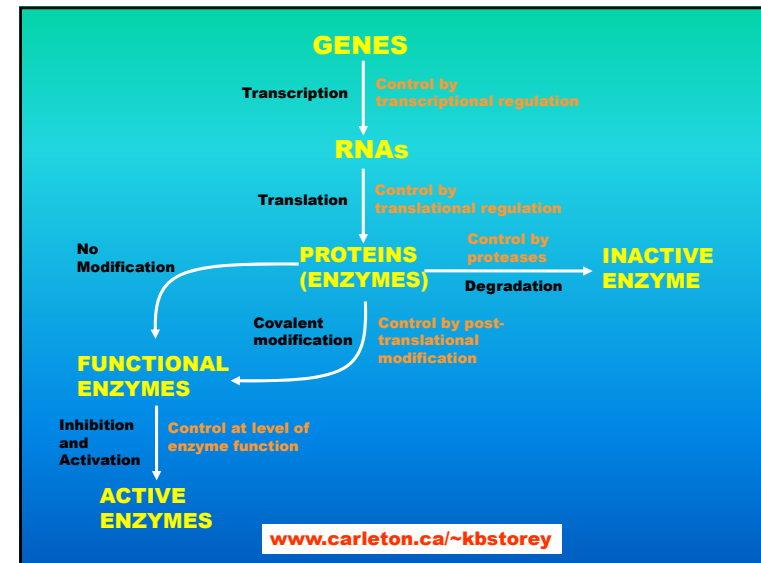 GENES
Transcription
Control by
transcriptional regulation
RNAs
Translation
Control by
translational regulation
No
Modification
PROTEINS
(ENZYMES)
Control by
proteases
Degradation
INACTIVE
ENZYME
Covalent
modification
Control by post-
translational
modification
FUNCTIONAL
ENZYMES
Inhibition
and
Activation
Control at level of
enzyme function
ACTIVE
ENZYMES
www.carleton.ca/~kbstorey